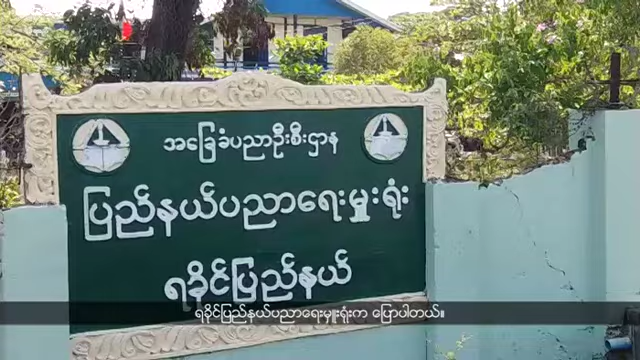 အခြေခံပညာဦးစီးဌာန
ပြည်နယ်ပညာရေးမှူးရုံး
ရခိုင်ပြည်နယ်
ရခိုင်ပြည်နယ်ပညာရေးမှူးရုံးက ပြောပါတယ်။